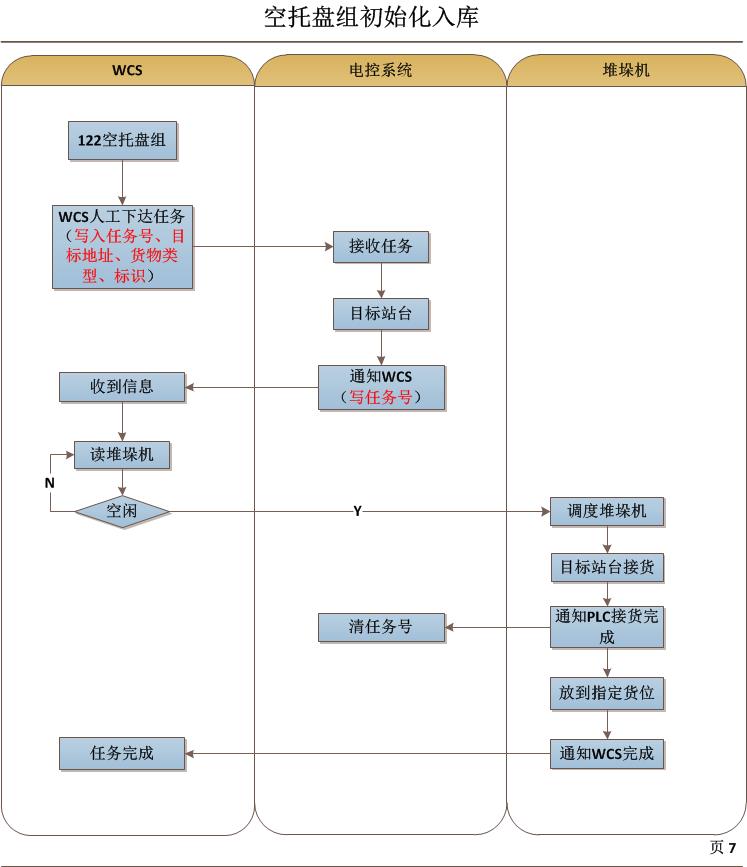 空托盘组初始化入库
WCS
电控系统
堆垛机
122空托盘组
WCS人工下达任务
（写入任务号、目
标地址、货物类
型、标识）
接收任务
目标站台
通知WCS
（写任务号）
收到信息
读堆垛机
N
空闲
Y
调度堆垛机
目标站台接货
通知PLC接货完
成
清任务号
放到指定货位
通知WCS完成
任务完成
页 7